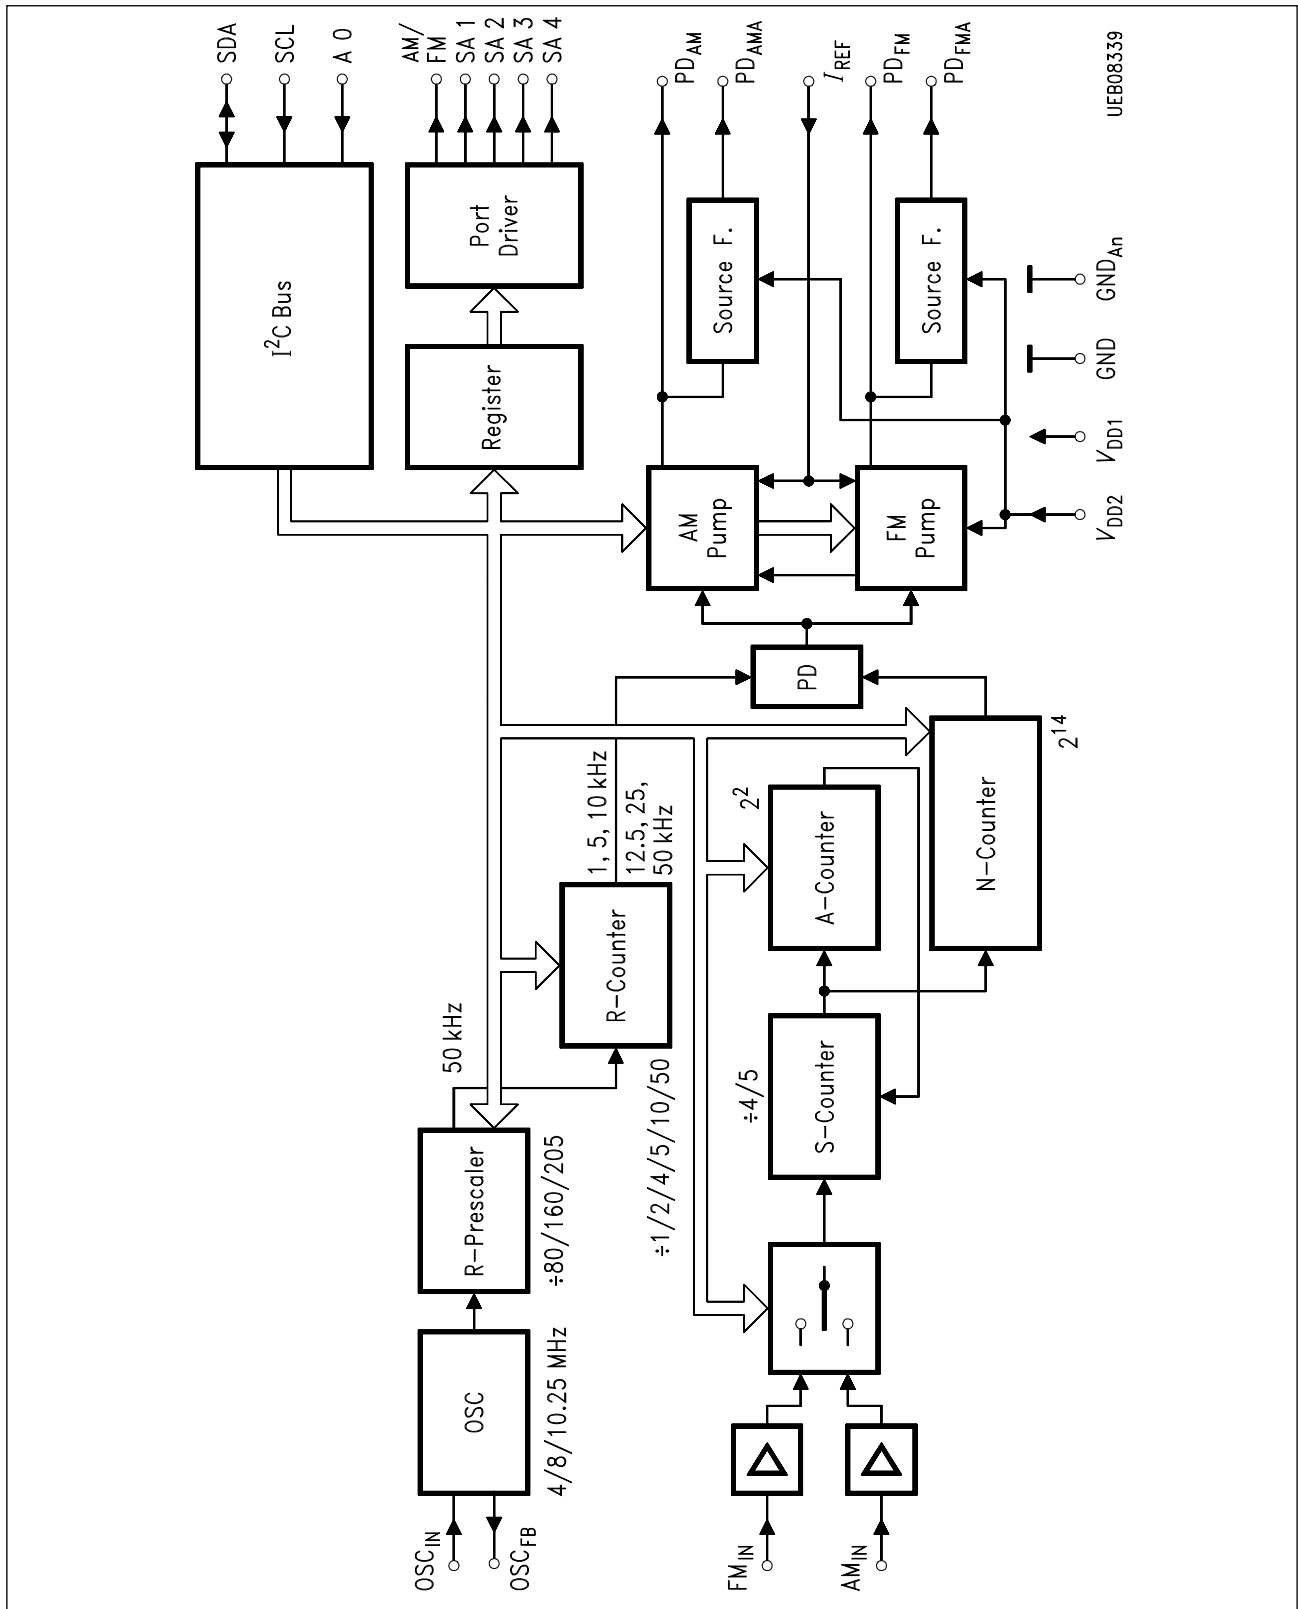 SDA
SCL
A 0
AM/
FM
SA 1
SA 2
SA 3
SA 4
PD_AM
PD_AMA
I_REF
PD_FM
PD_FMA
UEB08339
I²C Bus
Port
Driver
Register
Source F.
Source F.
GND_An
GND
V_DD1
V_DD2
AM
Pump
FM
Pump
PD
1, 5, 10 kHz
12.5, 25,
50 kHz
2²
2¹⁴
A–Counter
N–Counter
R–Counter
÷1/2/4/5/10/50
50 kHz
S–Counter
÷4/5
R–Prescaler
÷80/160/205
OSC
4/8/10.25 MHz
OSC_IN
OSC_FB
FM_IN
AM_IN